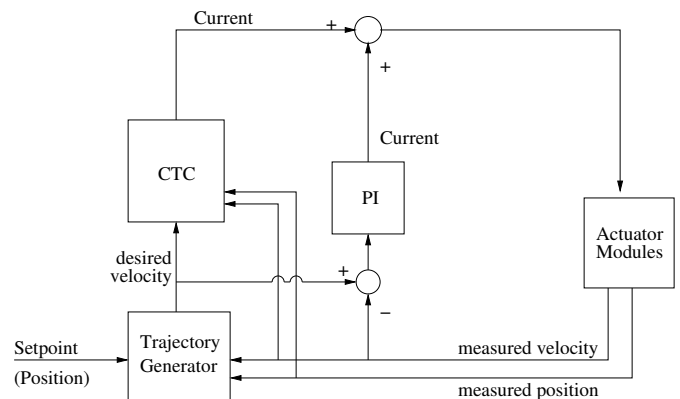 Current
+
+
Current
CTC
PI
Actuator
Modules
desired
velocity
+
−
Setpoint
(Position)
Trajectory
Generator
measured velocity
measured position